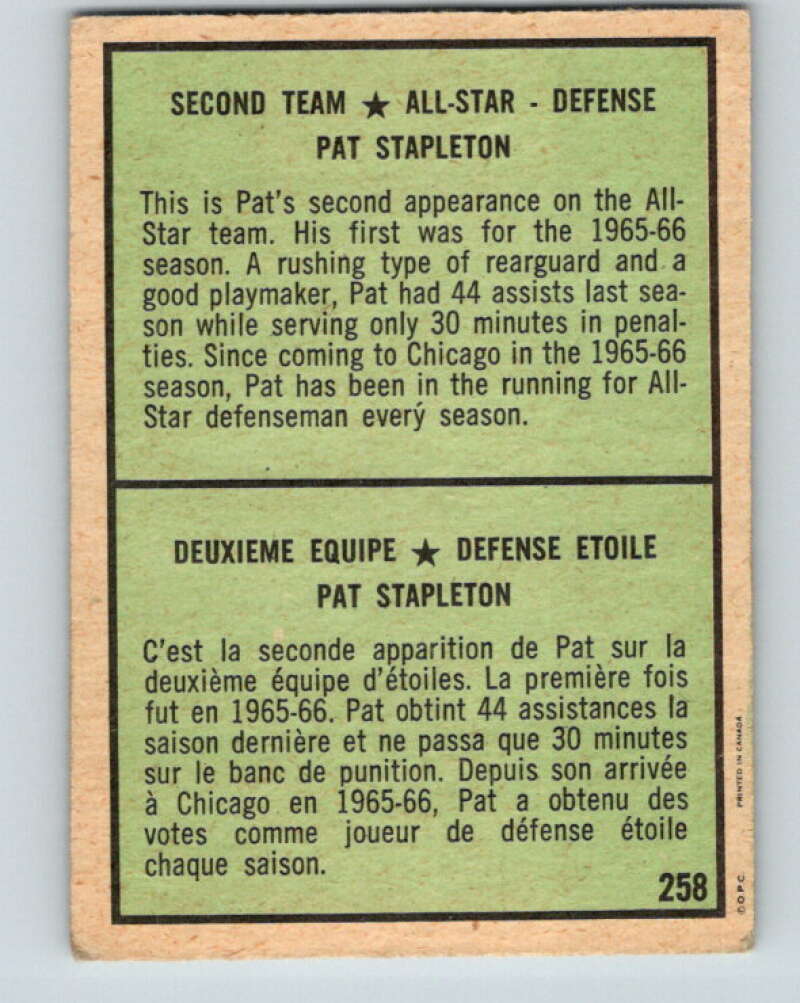 SECOND TEAM ★ ALL-STAR - DEFENSE
PAT STAPLETON
This is Pat's second appearance on the All-
Star team. His first was for the 1965-66
season. A rushing type of rearguard and a
good playmaker, Pat had 44 assists last sea-
son while serving only 30 minutes in penal-
ties. Since coming to Chicago in the 1965-66
season, Pat has been in the running for All-
Star defenseman every season.
DEUXIEME EQUIPE ★ DEFENSE ETOILE
PAT STAPLETON
C'est la seconde apparition de Pat sur la
deuxième équipe d'étoiles. La première fois
fut en 1965-66. Pat obtint 44 assistances la
saison dernière et ne passa que 30 minutes
sur le banc de punition. Depuis son arrivée
à Chicago en 1965-66, Pat a obtenu des
votes comme joueur de défense étoile
chaque saison.
258
©O.P.C.
PRINTED IN CANADA